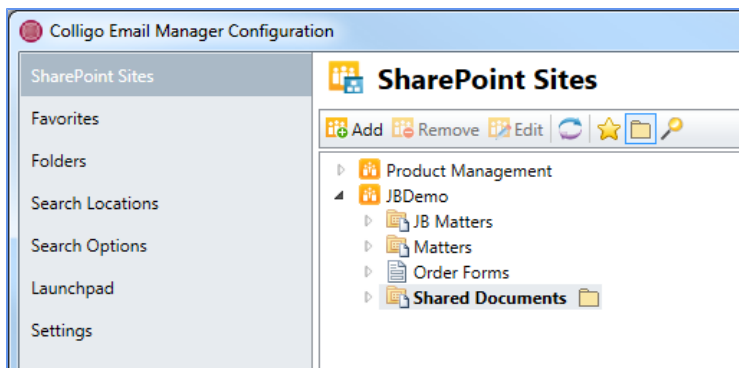 Colligo Email Manager Configuration
SharePoint Sites
Favorites
Folders
Search Locations
Search Options
Launchpad
Settings
SharePoint Sites
Add Remove Edit
Product Management
JBDemo
JB Matters
Matters
Order Forms
Shared Documents